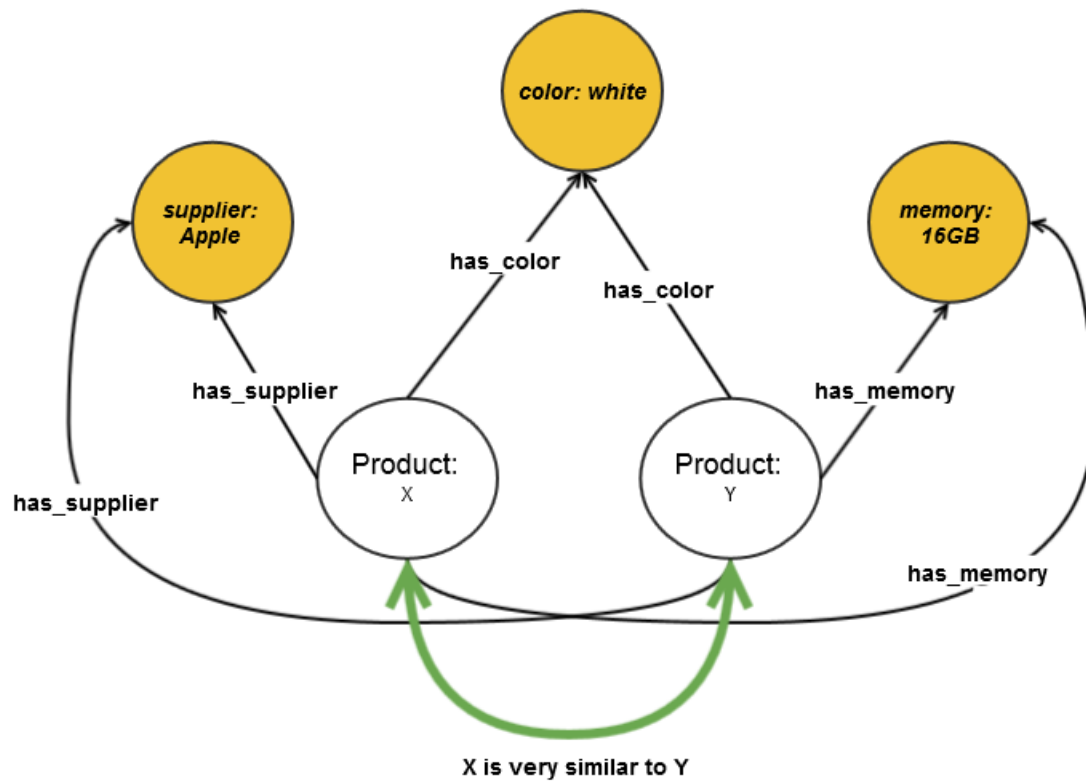 color: white
supplier:
Apple
memory:
16GB
has_color
has_color
has_supplier
has_memory
Product:
X
Product:
Y
has_supplier
has_memory
X is very similar to Y